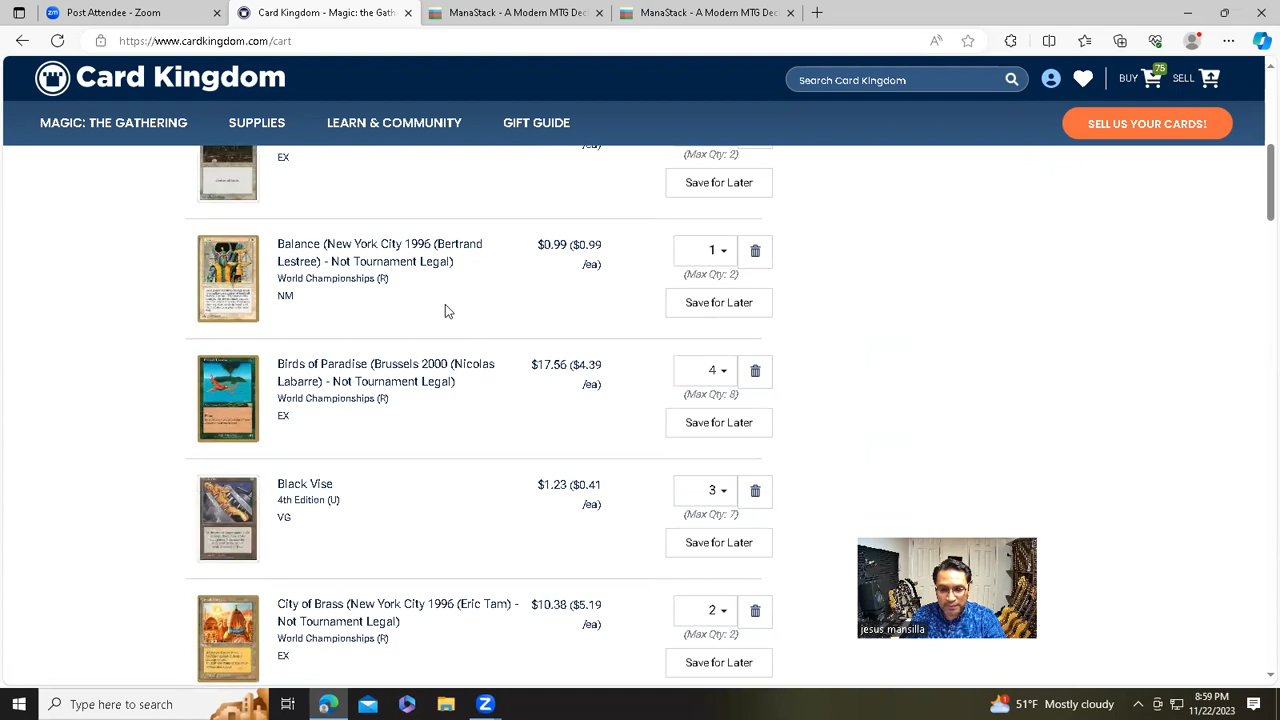 Post Attendee - Zoom
Card Kingdom - Magic: the Gath
ManaStack - A Modern MTG Dec
ManaStack - A Modern MTG Dec
https://www.cardkingdom.com/cart
Card Kingdom
Search Card Kingdom
BUY
75
SELL
MAGIC: THE GATHERING
SUPPLIES
LEARN & COMMUNITY
GIFT GUIDE
SELL US YOUR CARDS!
EX
/ea)
(Max Qty: 2)
Save for Later
Balance (New York City 1996 (Bertrand
Lestree) - Not Tournament Legal)
World Championships (R)
NM
$0.99 ($0.99
/ea)
1
(Max Qty: 2)
Save for Later
Birds of Paradise (Brussels 2000 (Nicolas
Labarre) - Not Tournament Legal)
World Championships (R)
EX
$17.56 ($4.39
/ea)
4
(Max Qty: 8)
Save for Later
Black Vise
4th Edition (U)
VG
$1.23 ($0.41
/ea)
3
(Max Qty: 7)
Save for Later
City of Brass (New York City 1996 (Eric Tam) -
Not Tournament Legal)
World Championships (R)
EX
$10.38 ($5.19
/ea)
2
(Max Qty: 2)
Save for Later
jesus mansilla
Type here to search
51°F Mostly cloudy
8:59 PM
11/22/2023